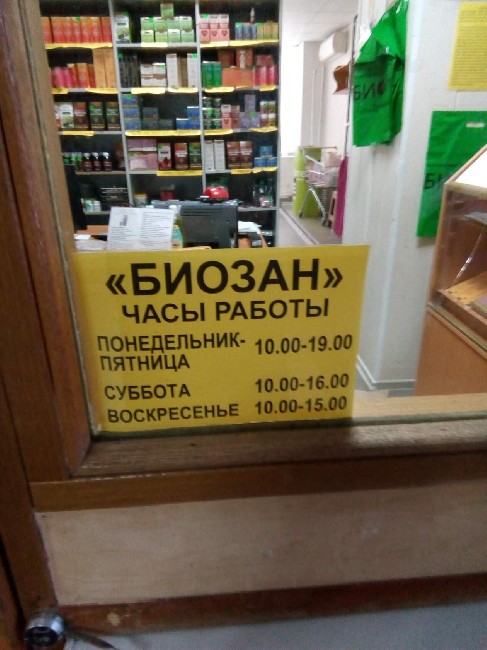 «БИОЗАН»
ЧАСЫ РАБОТЫ
ПОНЕДЕЛЬНИК-
ПЯТНИЦА 10.00-19.00
СУББОТА 10.00-16.00
ВОСКРЕСЕНЬЕ 10.00-15.00